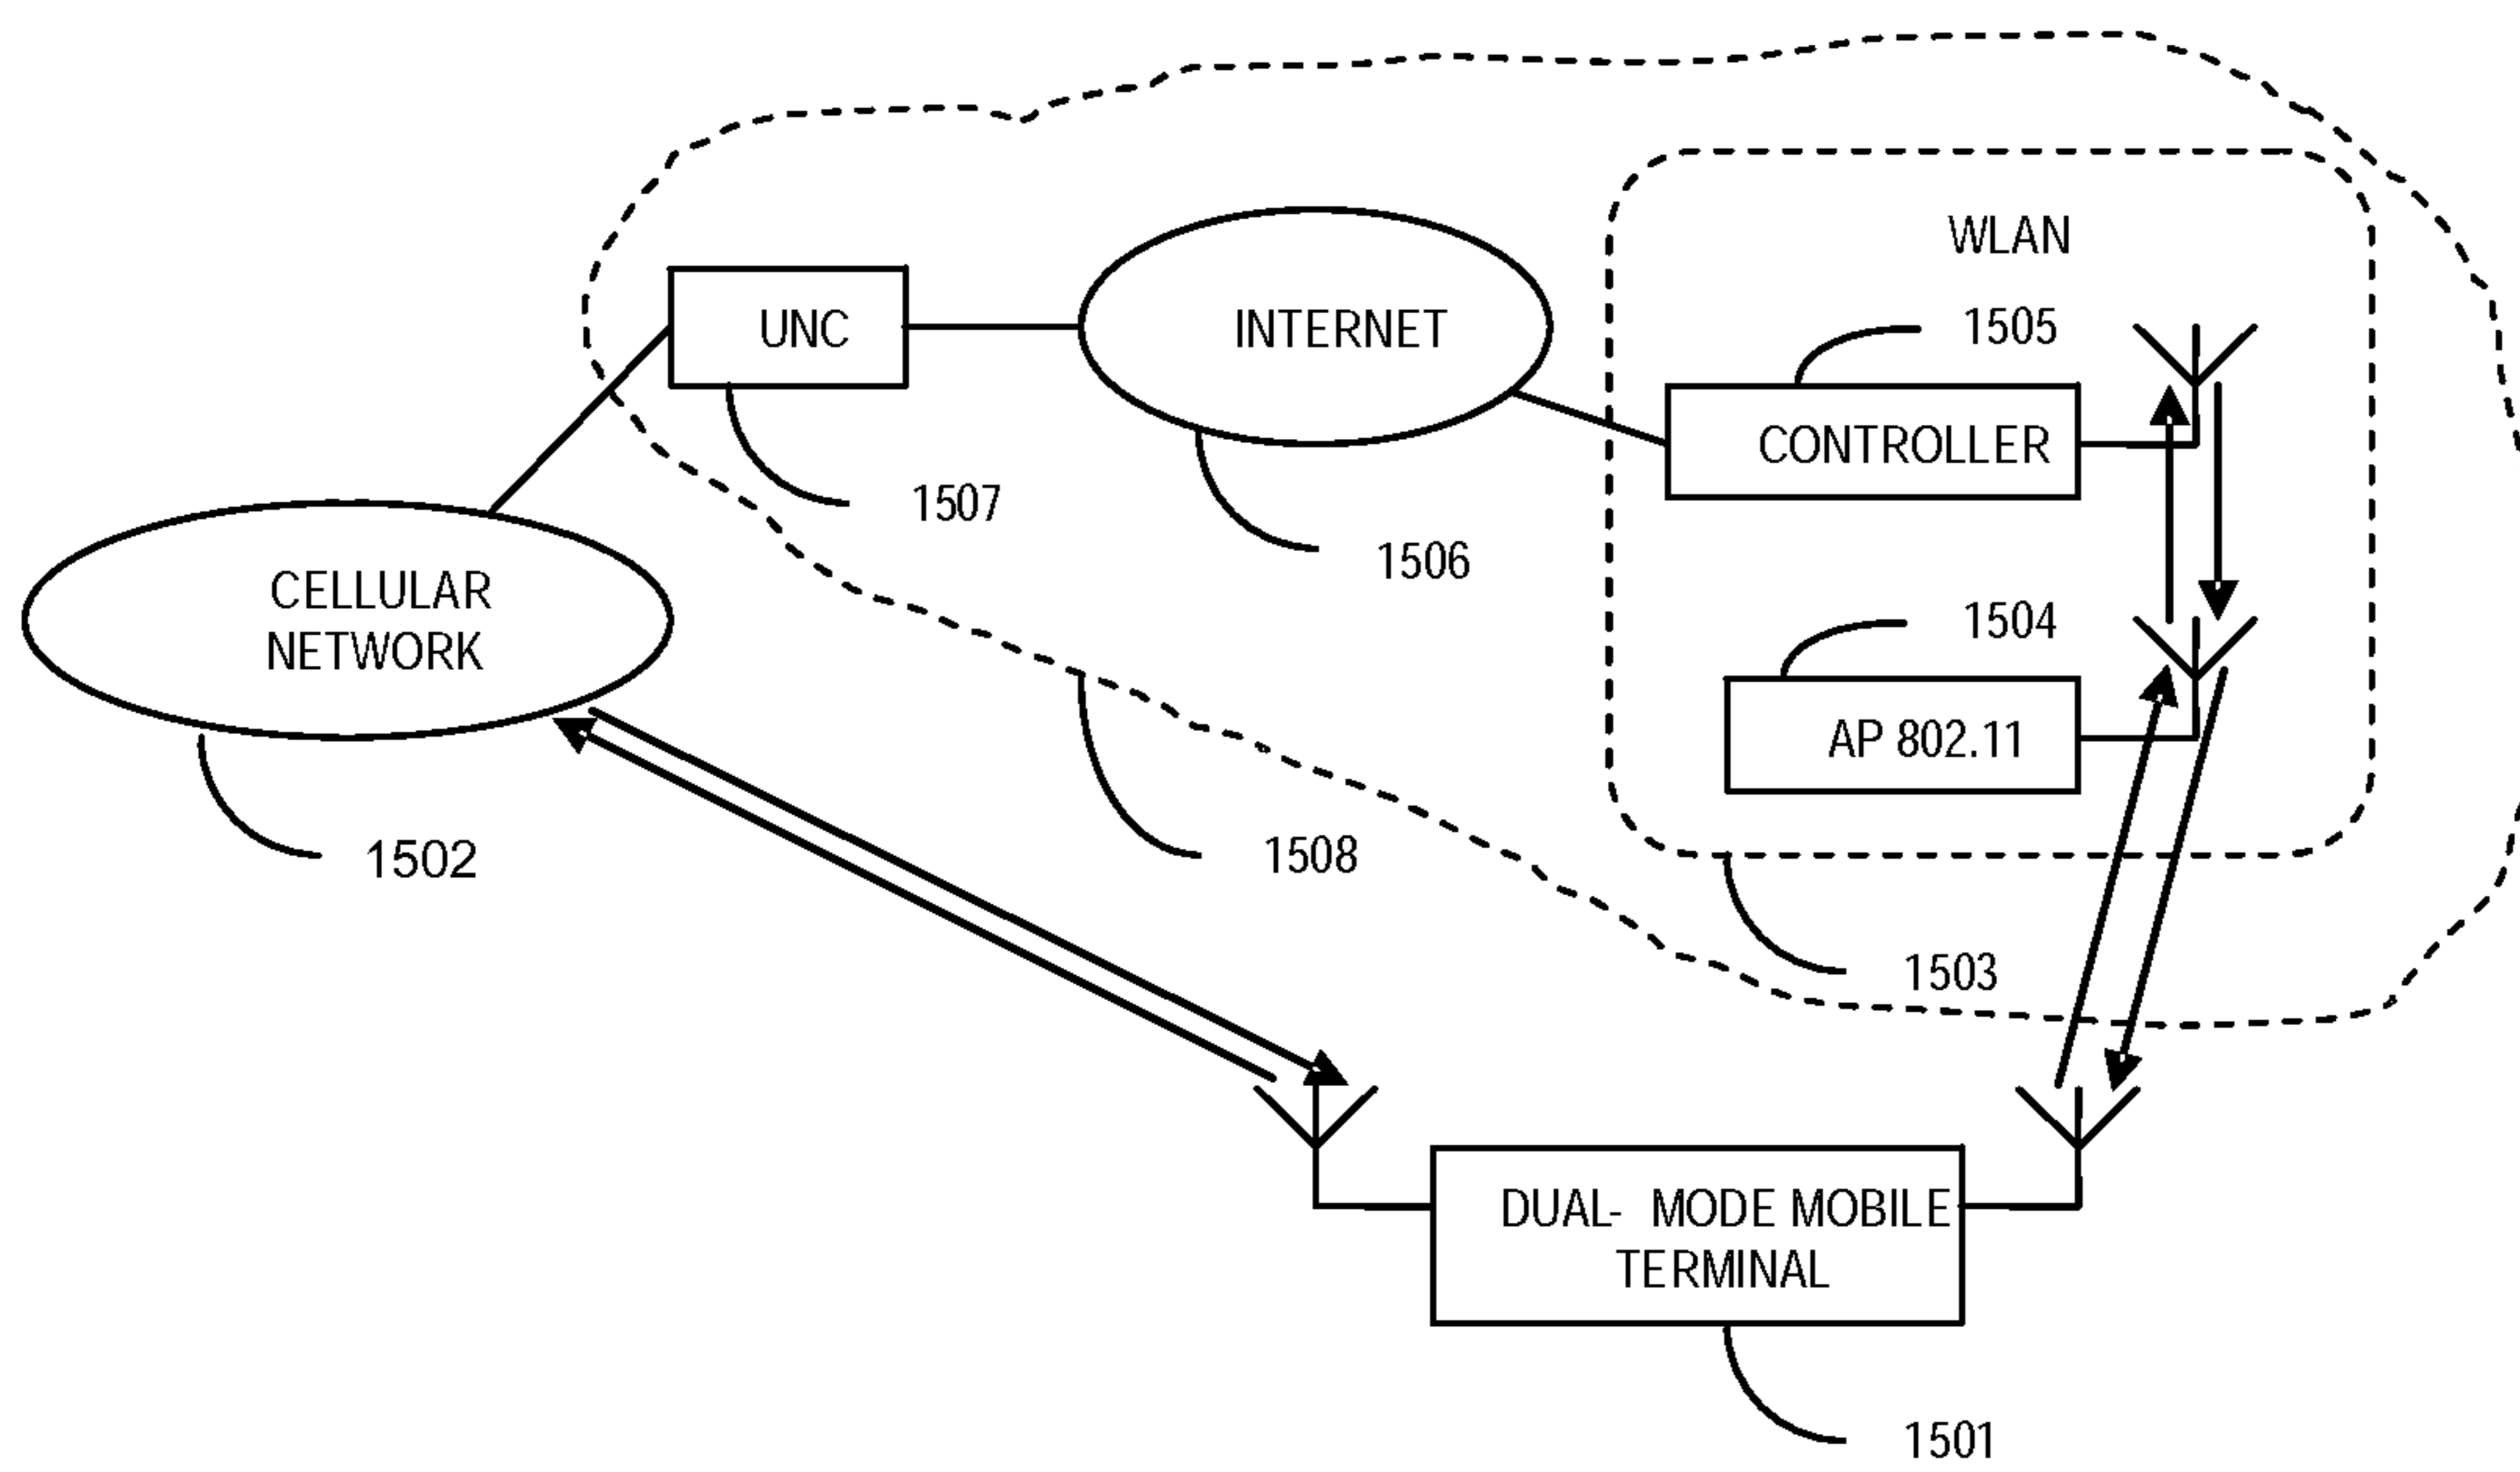 WLAN
1505
UNC
INTERNET
CONTROLLER
1507
1506
CELLULAR
NETWORK
1504
AP 802.11
1502
1508
1503
DUAL- MODE MOBILE
TERMINAL
1501